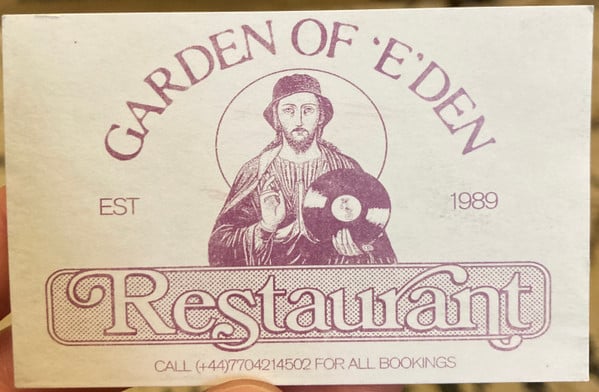 GARDEN OF 'E'DEN
EST 1989
Restaurant
CALL (+44)7704214502 FOR ALL BOOKINGS